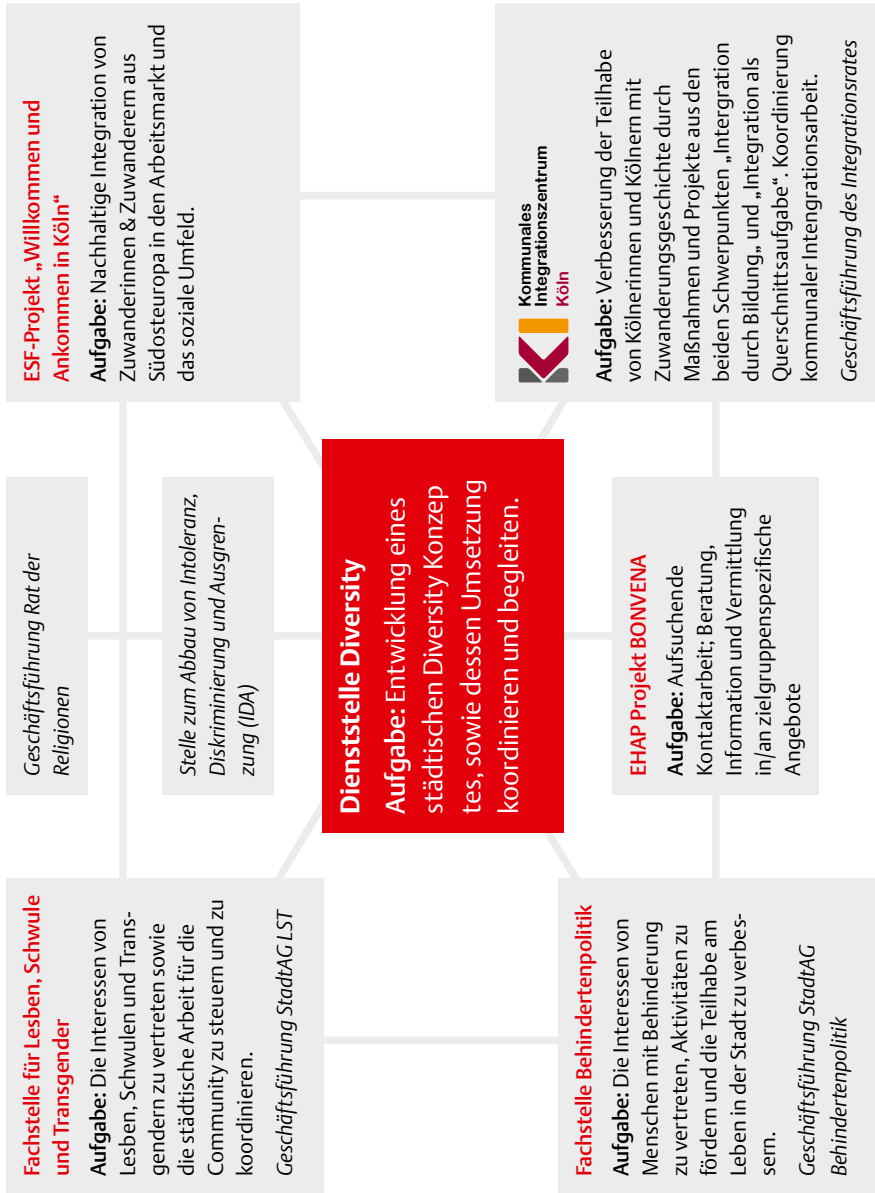 Fachstelle für Lesben, Schwule
und Transgender
Aufgabe: Die Interessen von
Lesben, Schwulen und Trans-
gendern zu vertreten sowie
die städtische Arbeit für die
Community zu steuern und zu
koordinieren.
Geschäftsführung StadtAG LST
Geschäftsführung Rat der
Religionen
Stelle zum Abbau von Intoleranz,
Diskriminierung und Ausgren-
zung (IDA)
ESF-Projekt „Willkommen und
Ankommen in Köln“
Aufgabe: Nachhaltige Integration von
Zuwanderinnen & Zuwanderern aus
Südosteuropa in den Arbeitsmarkt und
das soziale Umfeld.
Dienststelle Diversity
Aufgabe: Entwicklung eines
städtischen Diversity Konzep
tes, sowie dessen Umsetzung
koordinieren und begleiten.
Fachstelle Behindertenpolitik
Aufgabe: Die Interessen von
Menschen mit Behinderung
zu vertreten, Aktivitäten zu
fördern und die Teilhabe am
Leben in der Stadt zu verbes-
sern.
Geschäftsführung StadtAG
Behindertenpolitik
EHAP Projekt BONVENA
Aufgabe: Aufsuchende
Kontaktarbeit; Beratung,
Information und Vermittlung
in/an zielgruppenspezifische
Angebote
KI
Kommunales
Integrationszentrum
Köln
Aufgabe: Verbesserung der Teilhabe
von Kölnerinnen und Kölnern mit
Zuwanderungsgeschichte durch
Maßnahmen und Projekte aus den
beiden Schwerpunkten „Intergration
durch Bildung„ und „Integration als
Querschnittsaufgabe“. Koordinierung
kommunaler Intengrationsarbeit.
Geschäftsführung des Integrationsrates